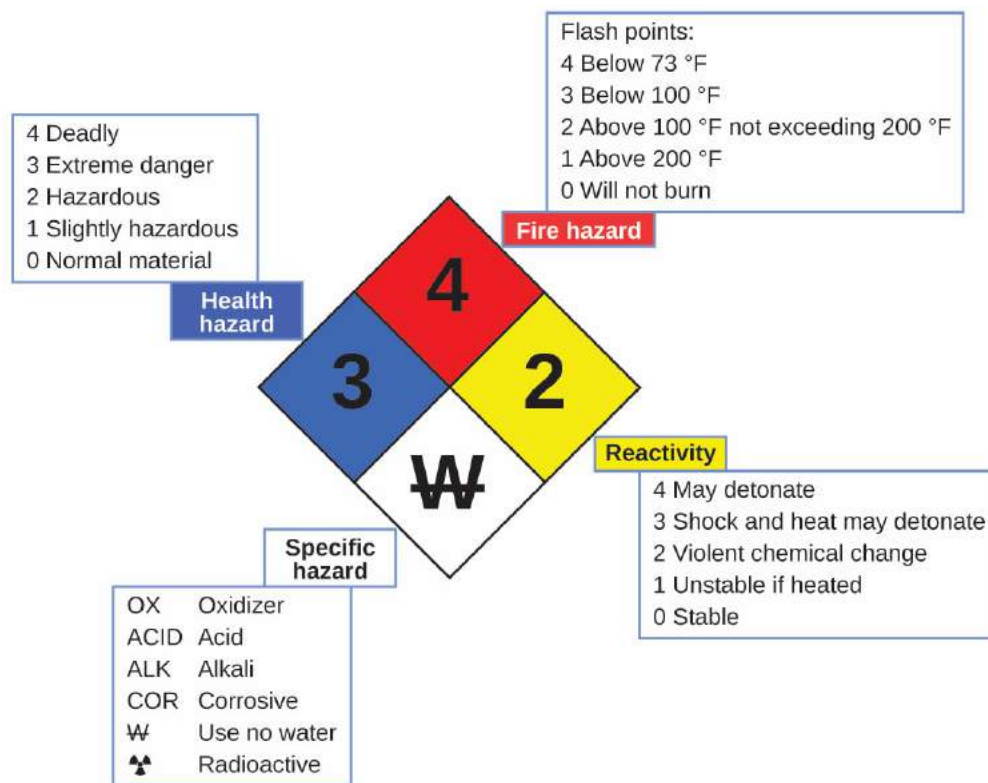 Flash points:
4 Below 73 °F
3 Below 100 °F
2 Above 100 °F not exceeding 200 °F
1 Above 200 °F
0 Will not burn
Fire hazard
4 Deadly
3 Extreme danger
2 Hazardous
1 Slightly hazardous
0 Normal material
Health
hazard
4
3
2
W̶
Reactivity
4 May detonate
3 Shock and heat may detonate
2 Violent chemical change
1 Unstable if heated
0 Stable
Specific
hazard
OX Oxidizer
ACID Acid
ALK Alkali
COR Corrosive
W̶ Use no water
☢ Radioactive